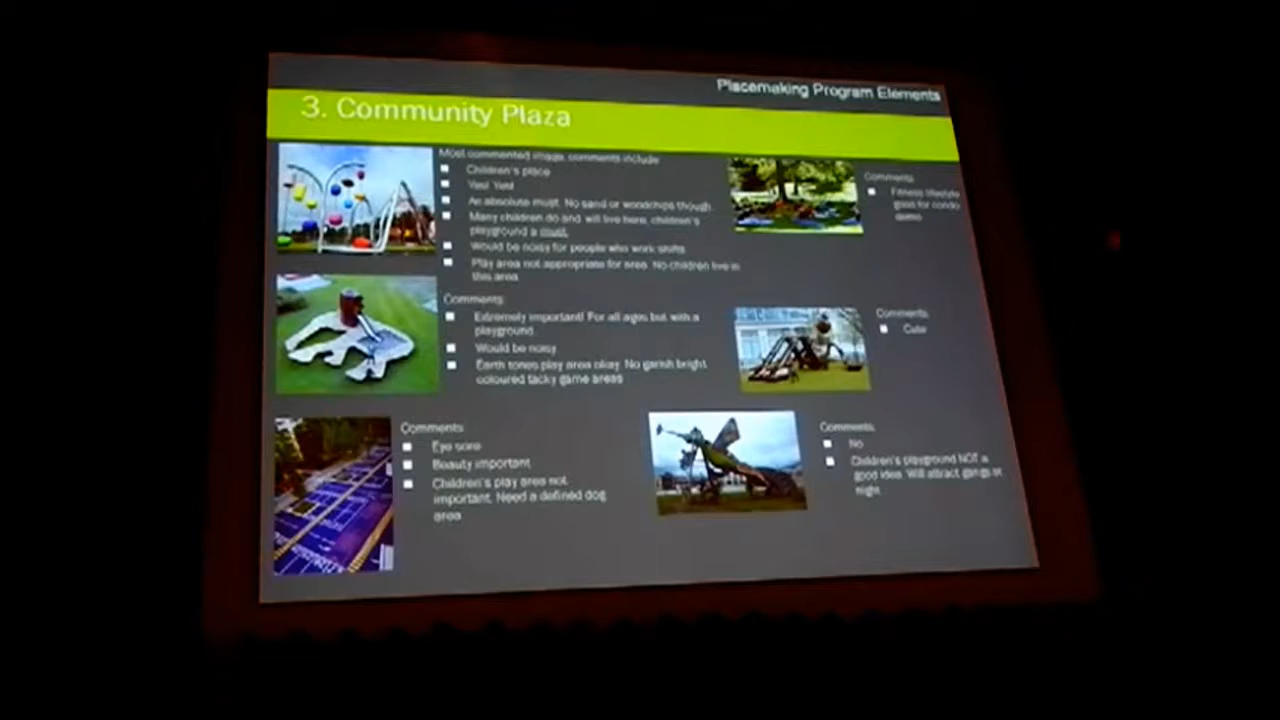 Placemaking Program Elements
3. Community Plaza
Most commented image, comments include
Children's place
Yes! Yes!
An absolute must. No sand or woodchips though.
Many children do and will live here, children's
playground a must.
Would be noisy for people who work shifts
Play area not appropriate for area. No children live in
this area
Comments:
Extremely important! For all ages but with a
playground
Would be noisy
Earth tones play area okay. No garish bright
coloured tacky game areas
Comments:
Eye sore
Beauty important
Children's play area not
important. Need a defined dog
area
Comments:
Fitness lifestyle
good for condo
Comments:
Cute
Comments:
No
Children's playground NOT a
good idea. Will attract gangs at
night